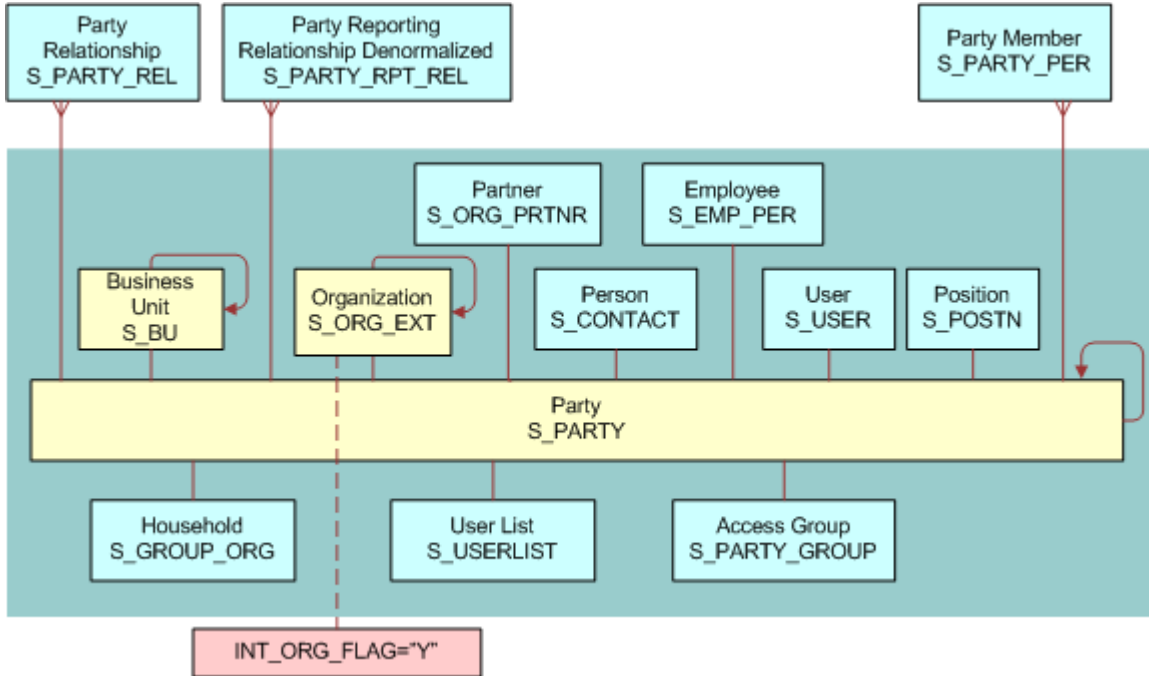 Party
Relationship
S_PARTY_REL
Party Reporting
Relationship Denormalized
S_PARTY_RPT_REL
Party Member
S_PARTY_PER
Partner
S_ORG_PRTNR
Employee
S_EMP_PER
Business
Unit
S_BU
Organization
S_ORG_EXT
Person
S_CONTACT
User
S_USER
Position
S_POSTN
Party
S_PARTY
Household
S_GROUP_ORG
User List
S_USERLIST
Access Group
S_PARTY_GROUP
INT_ORG_FLAG="Y"